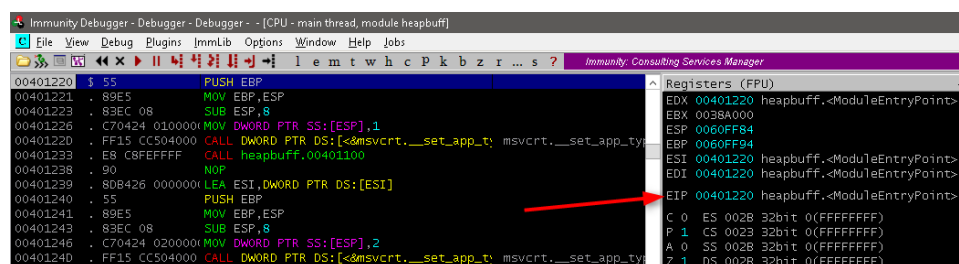 Immunity Debugger - Debugger - Debugger - - [CPU - main thread, module heapbuff]
C File View Debug Plugins ImmLib Options Window Help Jobs
l e m t w h c P k b z r ... s ? Immunity: Consulting Services Manager
00401220 $ 55 PUSH EBP
00401221 . 89E5 MOV EBP,ESP
00401223 . 83EC 08 SUB ESP,8
00401226 . C70424 010000 MOV DWORD PTR SS:[ESP],1
0040122D . FF15 CC504000 CALL DWORD PTR DS:[<&msvcrt.__set_app_ty msvcrt.__set_app_typ
00401233 . E8 C8FEFFFF CALL heapbuff.00401100
00401238 . 90 NOP
00401239 . 8DB426 000000 LEA ESI,DWORD PTR DS:[ESI]
00401240 . 55 PUSH EBP
00401241 . 89E5 MOV EBP,ESP
00401243 . 83EC 08 SUB ESP,8
00401246 . C70424 020000 MOV DWORD PTR SS:[ESP],2
0040124D . FF15 CC504000 CALL DWORD PTR DS:[<&msvcrt.__set_app_ty msvcrt.__set_app_typ
Registers (FPU)
EDX 00401220 heapbuff.<ModuleEntryPoint>
EBX 0038A000
ESP 0060FF84
EBP 0060FF94
ESI 00401220 heapbuff.<ModuleEntryPoint>
EDI 00401220 heapbuff.<ModuleEntryPoint>
EIP 00401220 heapbuff.<ModuleEntryPoint>
C 0 ES 002B 32bit 0(FFFFFFFF)
P 1 CS 0023 32bit 0(FFFFFFFF)
A 0 SS 002B 32bit 0(FFFFFFFF)
Z 1 DS 002B 32bit 0(FFFFFFFF)